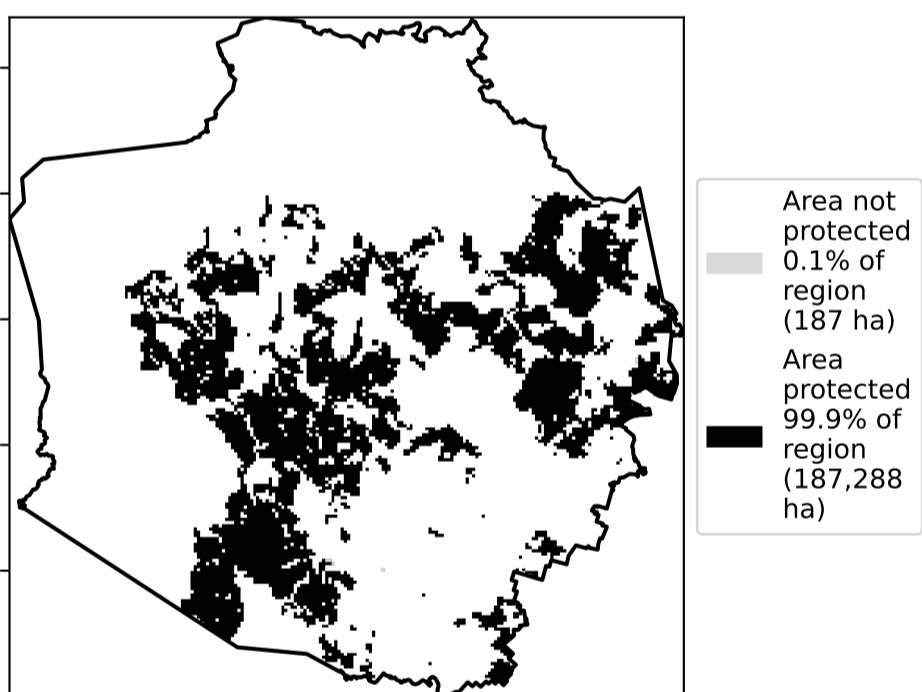 Area not
protected
0.1% of
region
(187 ha)
Area
protected
99.9% of
region
(187,288
ha)